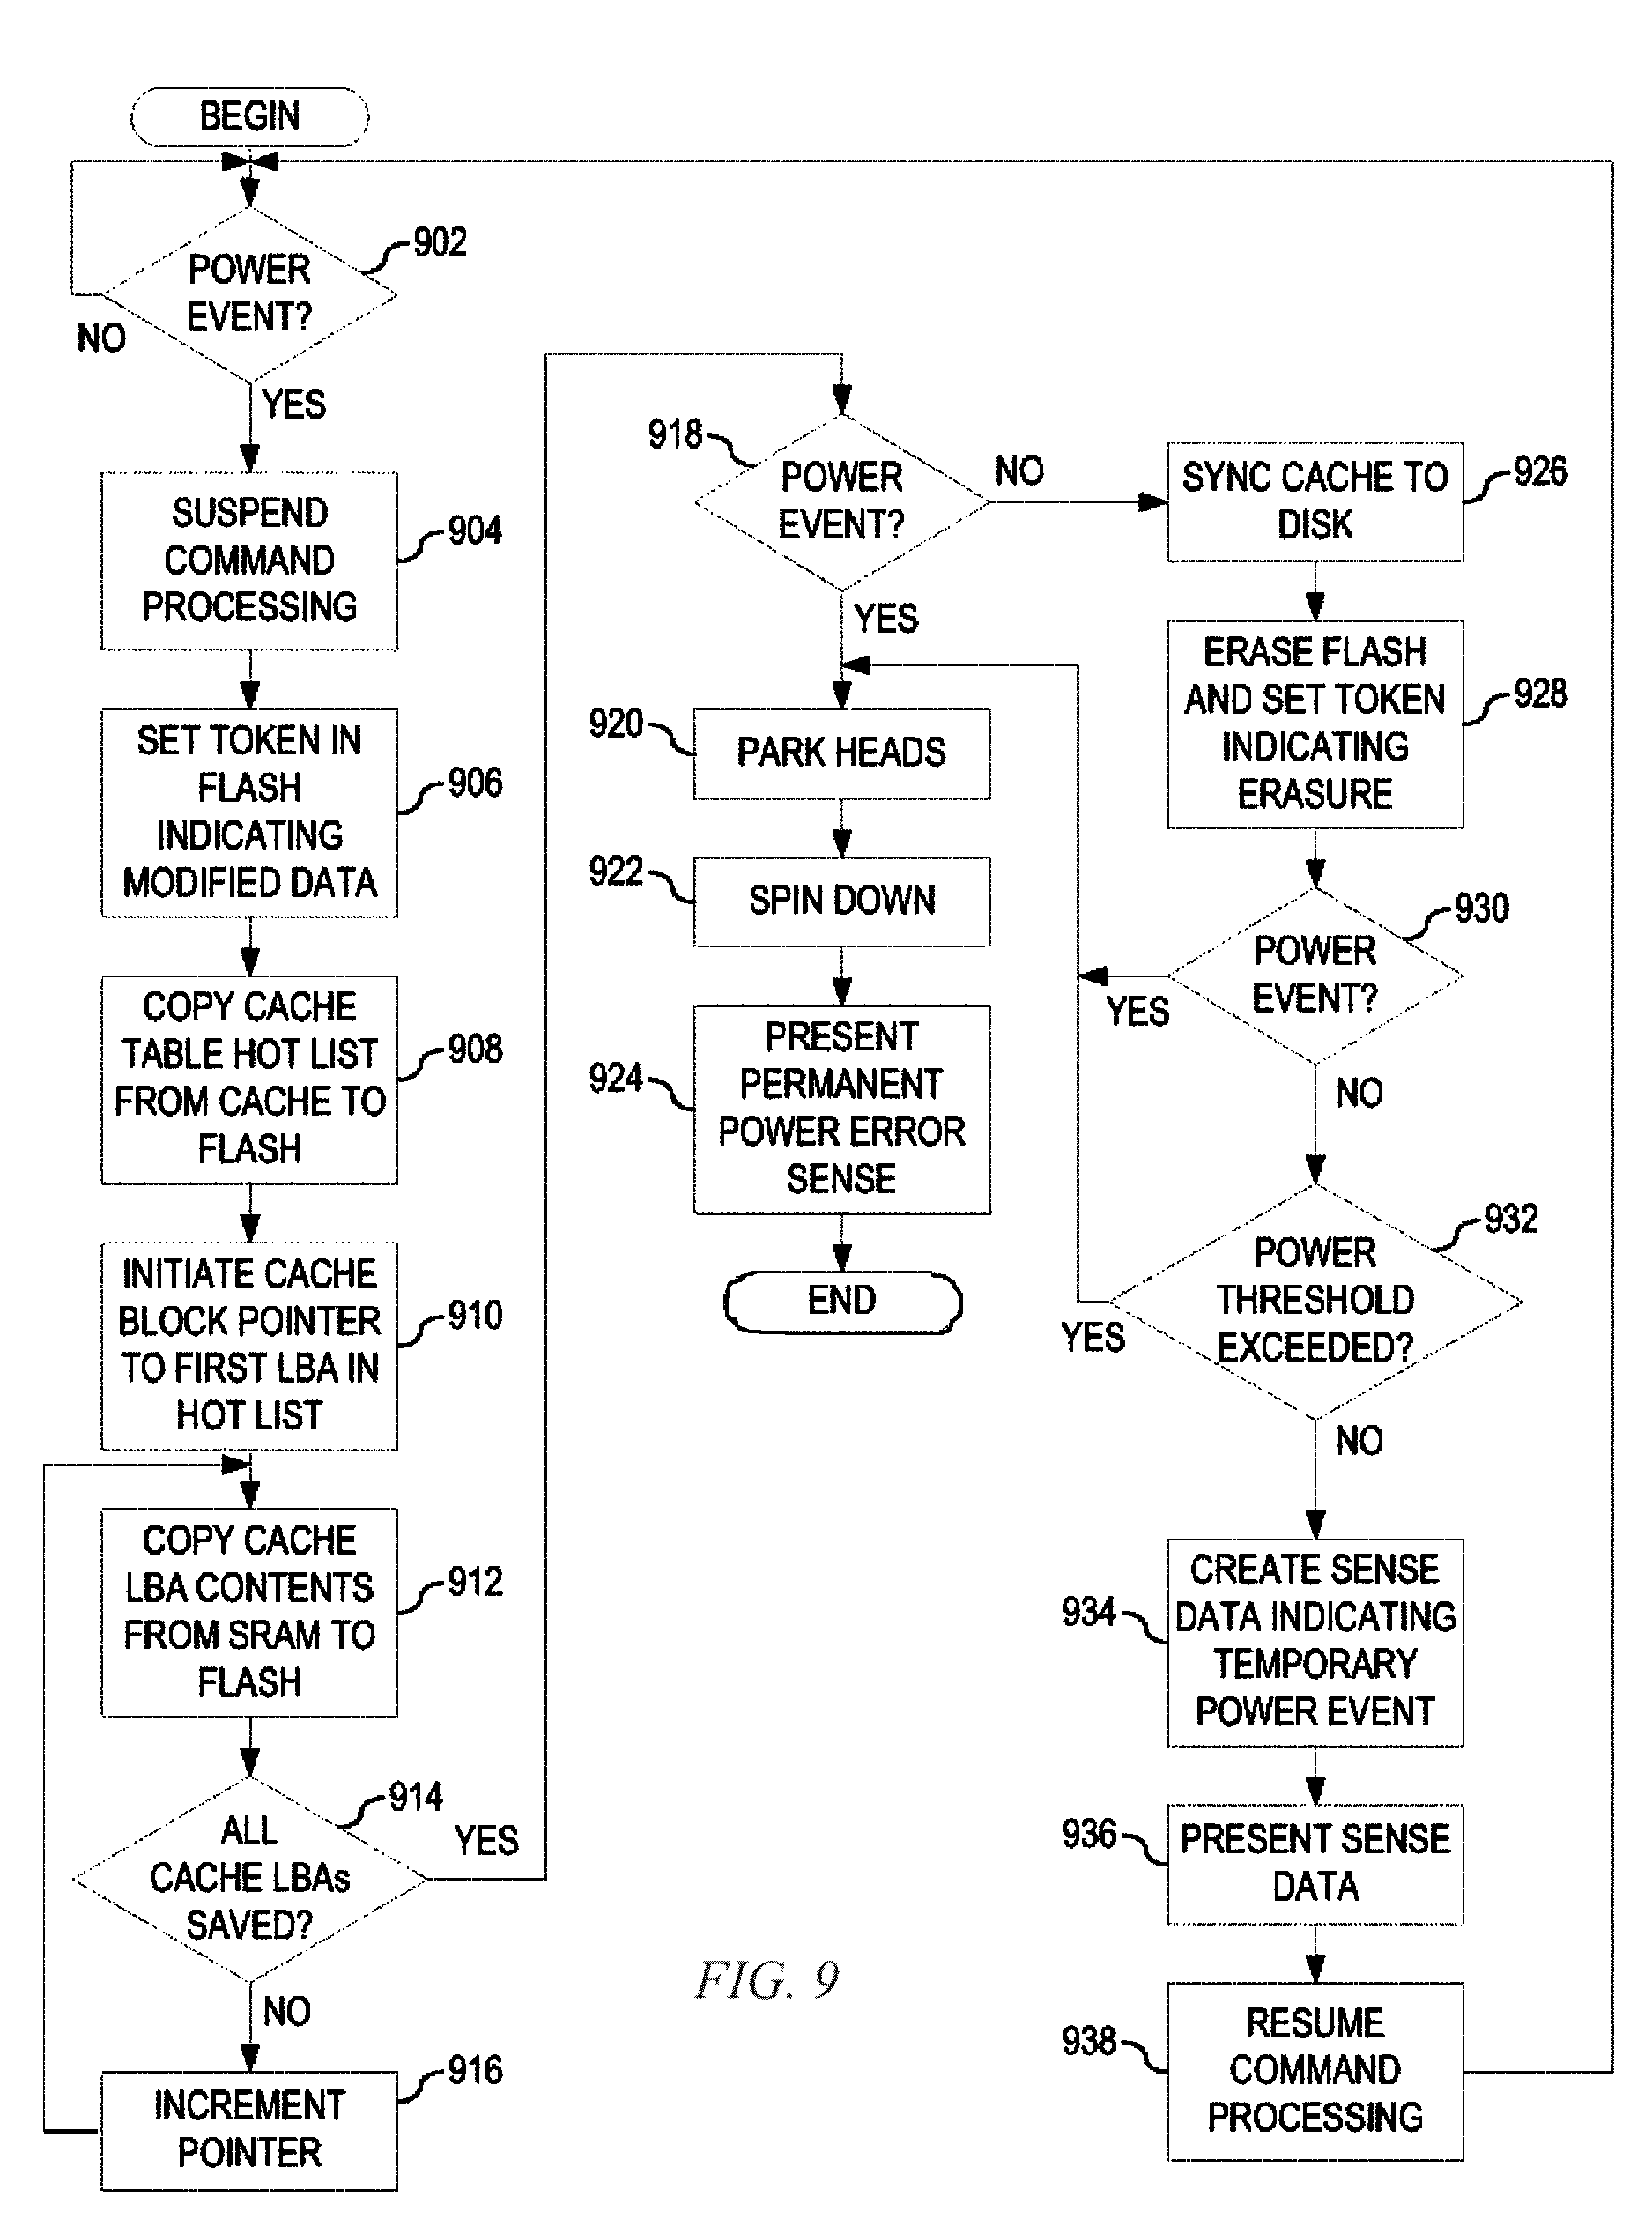 BEGIN
902
POWER
EVENT?
NO
YES
SUSPEND
COMMAND
PROCESSING
904
SET TOKEN IN
FLASH
INDICATING
MODIFIED DATA
906
COPY CACHE
TABLE HOT LIST
FROM CACHE TO
FLASH
908
INITIATE CACHE
BLOCK POINTER
TO FIRST LBA IN
HOT LIST
910
COPY CACHE
LBA CONTENTS
FROM SRAM TO
FLASH
912
914
ALL
CACHE LBAs
SAVED?
YES
NO
916
INCREMENT
POINTER
918
POWER
EVENT?
NO
YES
920
PARK HEADS
922
SPIN DOWN
924
PRESENT
PERMANENT
POWER ERROR
SENSE
END
SYNC CACHE TO
DISK
926
ERASE FLASH
AND SET TOKEN
INDICATING
ERASURE
928
930
POWER
EVENT?
YES
NO
932
POWER
THRESHOLD
EXCEEDED?
YES
NO
934
CREATE SENSE
DATA INDICATING
TEMPORARY
POWER EVENT
936
PRESENT SENSE
DATA
938
RESUME
COMMAND
PROCESSING
FIG. 9